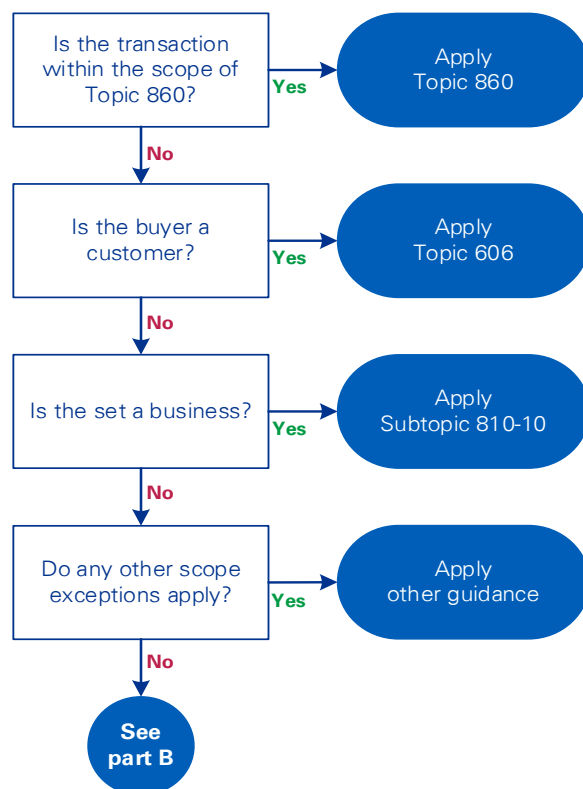 Is the transaction
within the scope of
Topic 860?
Yes
Apply
Topic 860
No
Is the buyer a
customer?
Yes
Apply
Topic 606
No
Is the set a business?
Yes
Apply
Subtopic 810-10
No
Do any other scope
exceptions apply?
Yes
Apply
other guidance
No
See
part B